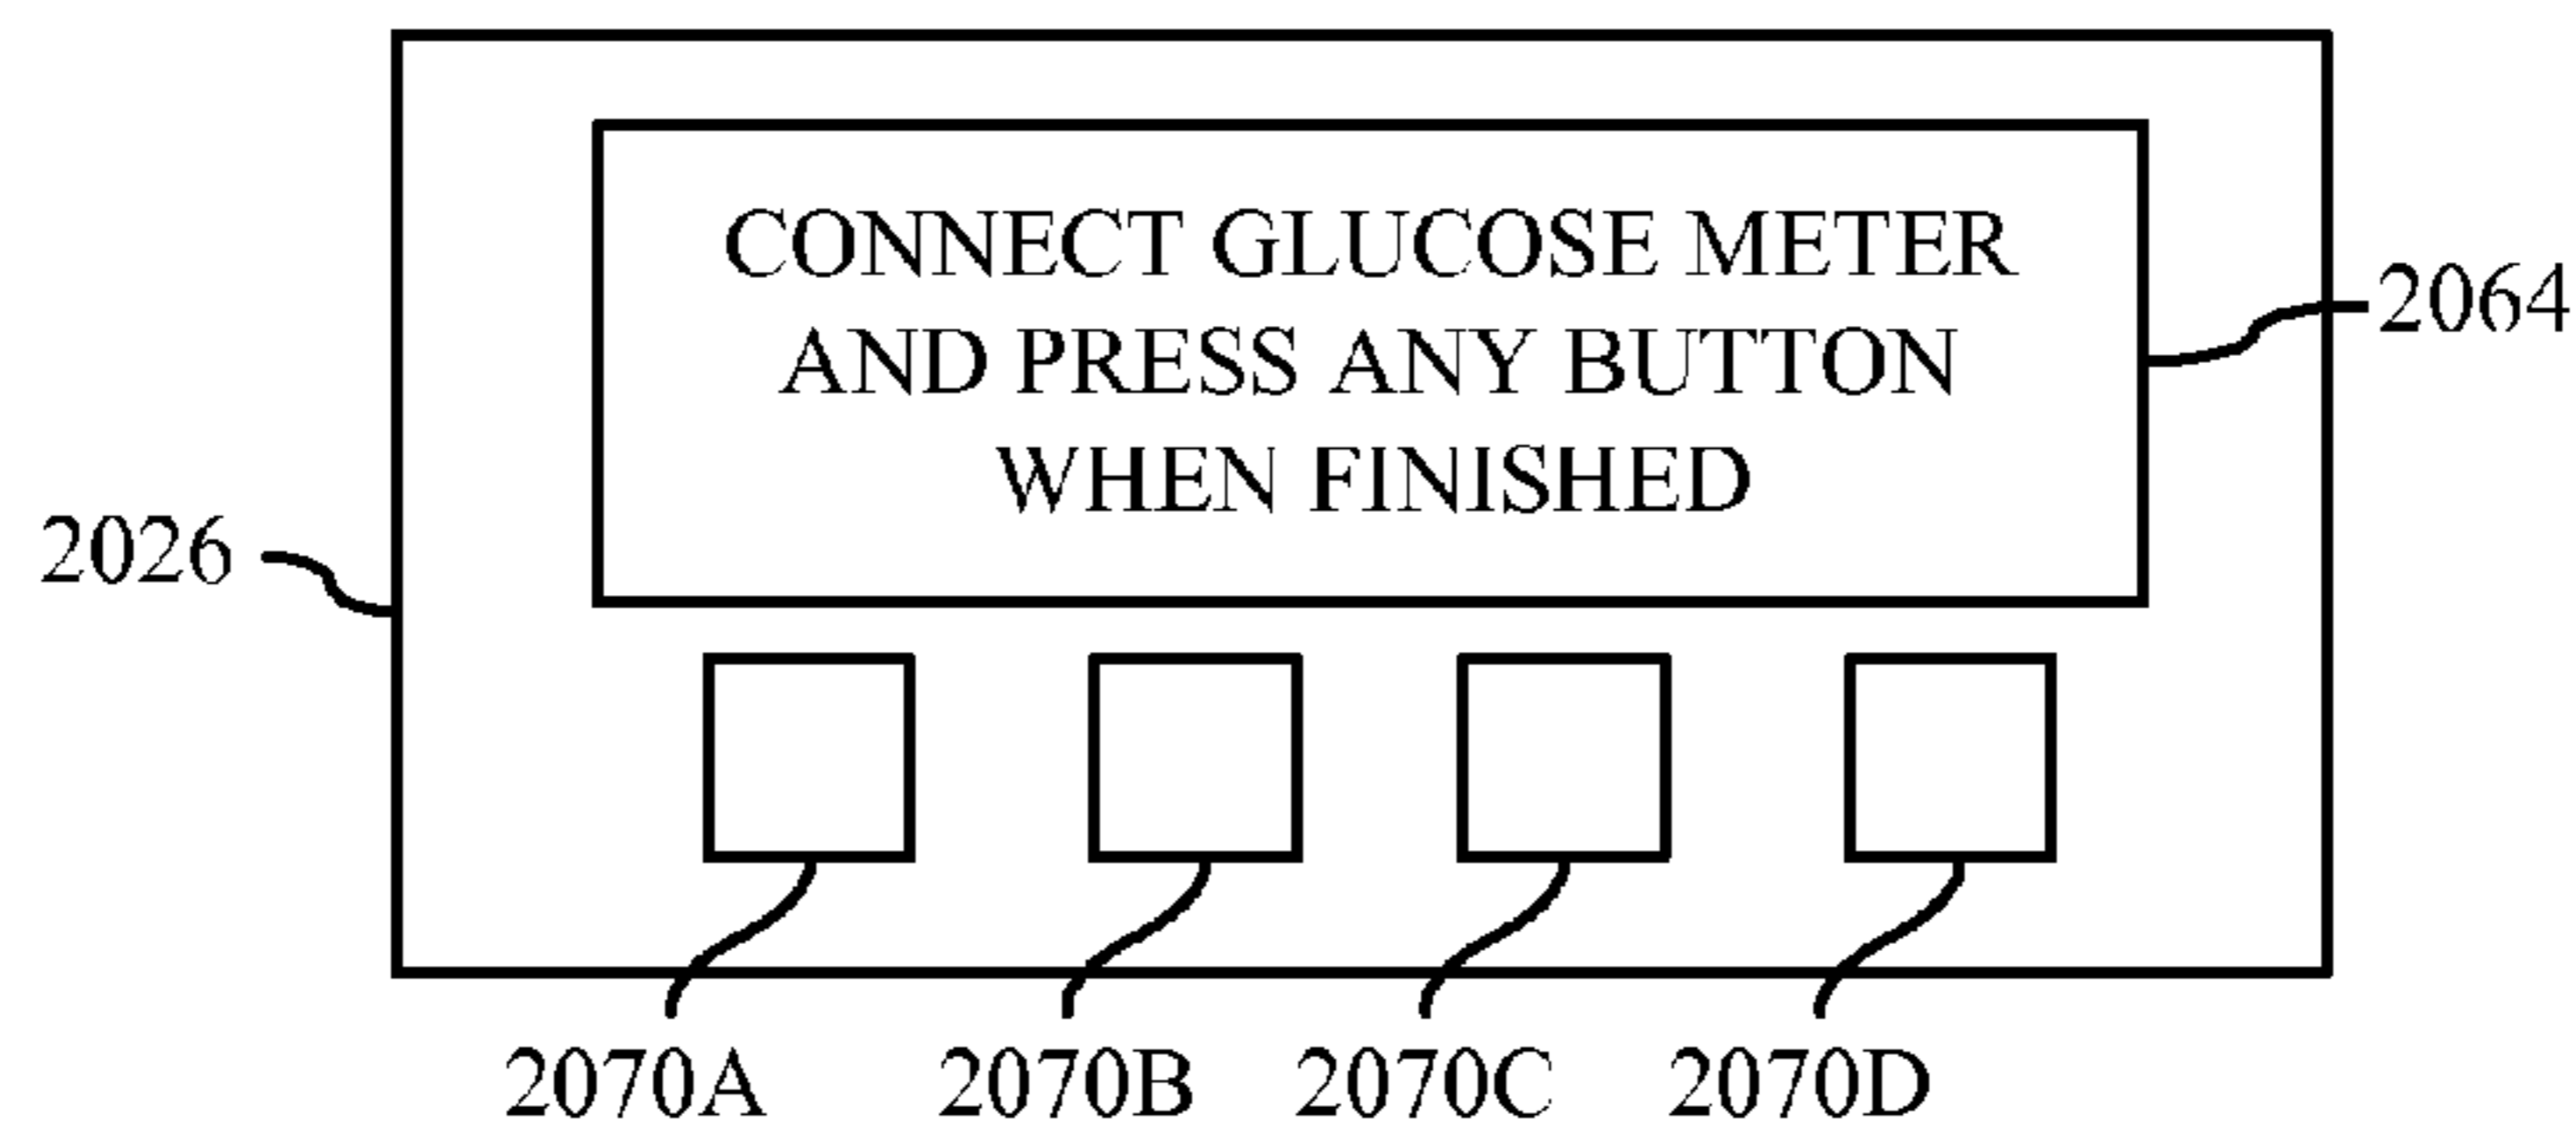 CONNECT GLUCOSE METER
AND PRESS ANY BUTTON
WHEN FINISHED
2064
2026
2070A 2070B 2070C 2070D